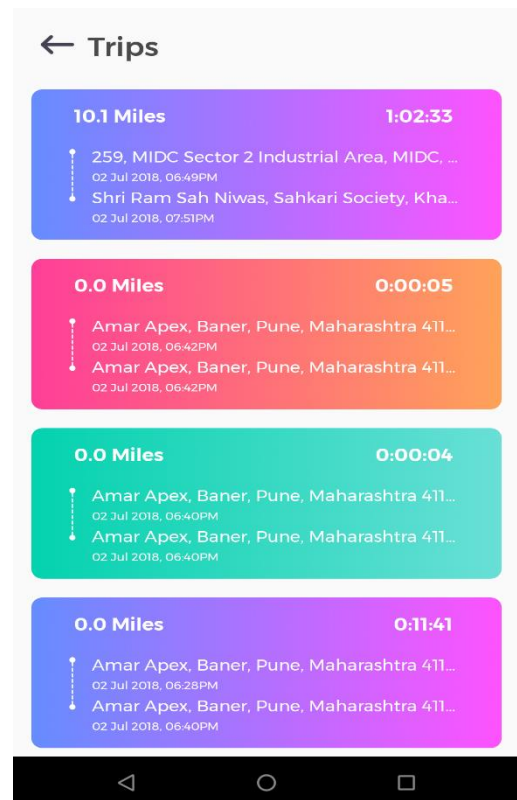 Trips
10.1 Miles 1:02:33
259, MIDC Sector 2 Industrial Area, MIDC, ...
02 Jul 2018, 06:49PM
Shri Ram Sah Niwas, Sahkari Society, Kha...
02 Jul 2018, 07:51PM
0.0 Miles 0:00:05
Amar Apex, Baner, Pune, Maharashtra 411...
02 Jul 2018, 06:42PM
Amar Apex, Baner, Pune, Maharashtra 411...
02 Jul 2018, 06:42PM
0.0 Miles 0:00:04
Amar Apex, Baner, Pune, Maharashtra 411...
02 Jul 2018, 06:40PM
Amar Apex, Baner, Pune, Maharashtra 411...
02 Jul 2018, 06:40PM
0.0 Miles 0:11:41
Amar Apex, Baner, Pune, Maharashtra 411...
02 Jul 2018, 06:28PM
Amar Apex, Baner, Pune, Maharashtra 411...
02 Jul 2018, 06:40PM